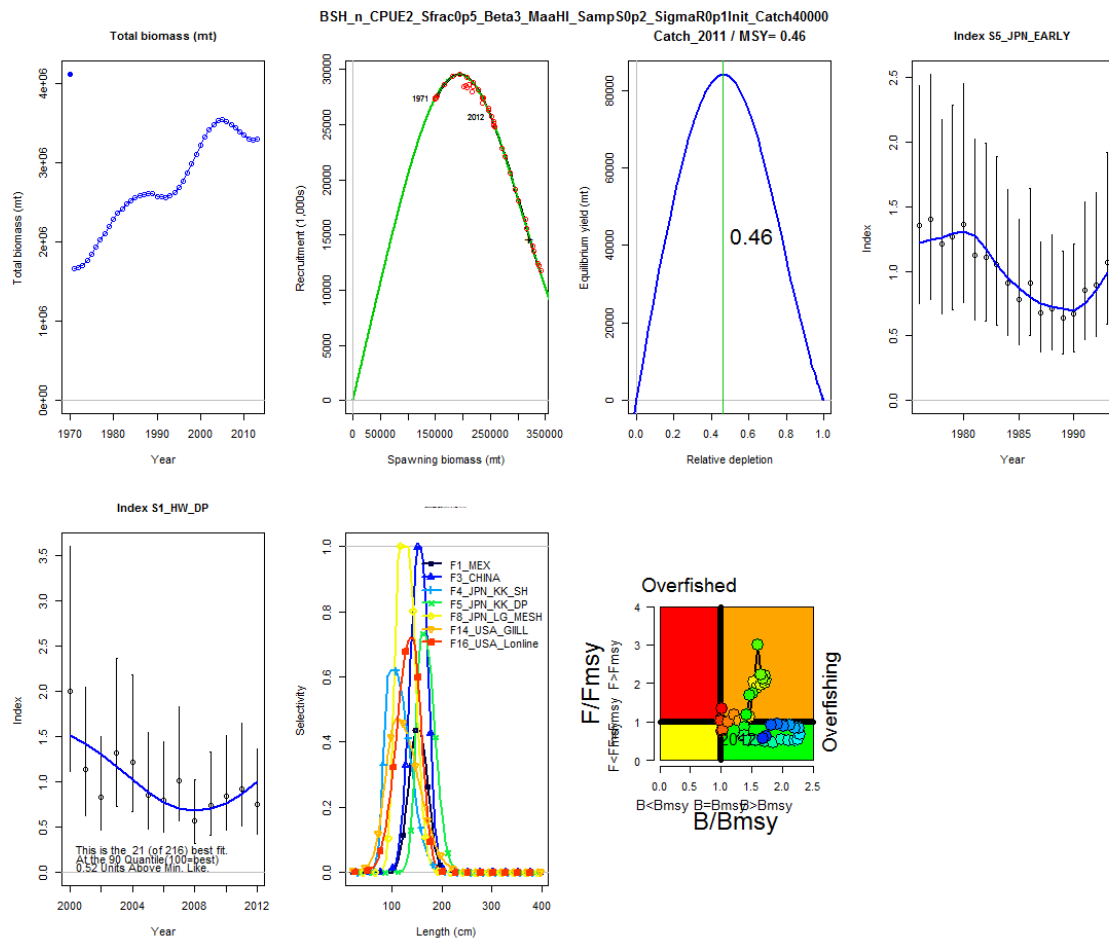 BSH_n_CPUE2_Sfrac0p5_Beta3_MaaHI_SampS0p2_SigmaR0p1Init_Catch40000
Total biomass (mt)
Catch_2011 / MSY= 0.46
Index S5_JPN_EARLY
Total biomass (mt)
0e+00 1e+06 2e+06 3e+06 4e+06
1970 1980 1990 2000 2010
Year
Recruitment (1,000s)
0 5000 10000 15000 20000 25000 30000
1971
2012
0 50000 150000 250000 350000
Spawning biomass (mt)
Equilibrium yield (mt)
0 20000 40000 60000 80000
0.46
0.0 0.2 0.4 0.6 0.8 1.0
Relative depletion
Index
0.0 0.5 1.0 1.5 2.0 2.5
1980 1985 1990
Year
Index S1_HW_DP
Index
0.0 0.5 1.0 1.5 2.0 2.5 3.0 3.5
This is the 21 (of 216) best fit.
At the 90 Quantile(100=best)
0.52 Units Above Min. Like.
2000 2004 2008 2012
Year
Selectivity
0.0 0.2 0.4 0.6 0.8 1.0
F1_MEX
F3_CHINA
F4_JPN_KK_SH
F5_JPN_KK_DP
F8_JPN_LG_MESH
F14_USA_GIILL
F16_USA_Lonline
100 200 300 400
Length (cm)
Overfished
Overfishing
F/Fmsy
F>Fmsy
0 1 2 3 4
0.0 0.5 1.0 1.5 2.0 2.5
B<Bmsy B=Bmsy B>Bmsy
B/Bmsy